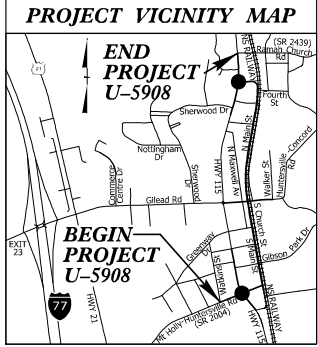 PROJECT VICINITY MAP
END
PROJECT
U–5908
NS RAILWAY
(SR 2439)
Ramah Church
Rd
21
Fourth
St
Sherwood Dr
N Main St
Huntersville-Concord
Rd
Nottingham
Dr
N Maxwell Av
Walker St
Commerce
Centre Dr
Sherwood
Dr
HWY 115
Gilead Rd
EXIT
23
BEGIN
PROJECT
U–5908
Greenway
Dr
S Church St
S Main St
Park Dr
Gibson
Walnut St
77
HWY 21
Mt Holly-Huntersville Rd
(SR 2004)
NS RAILWAY
HWY 115